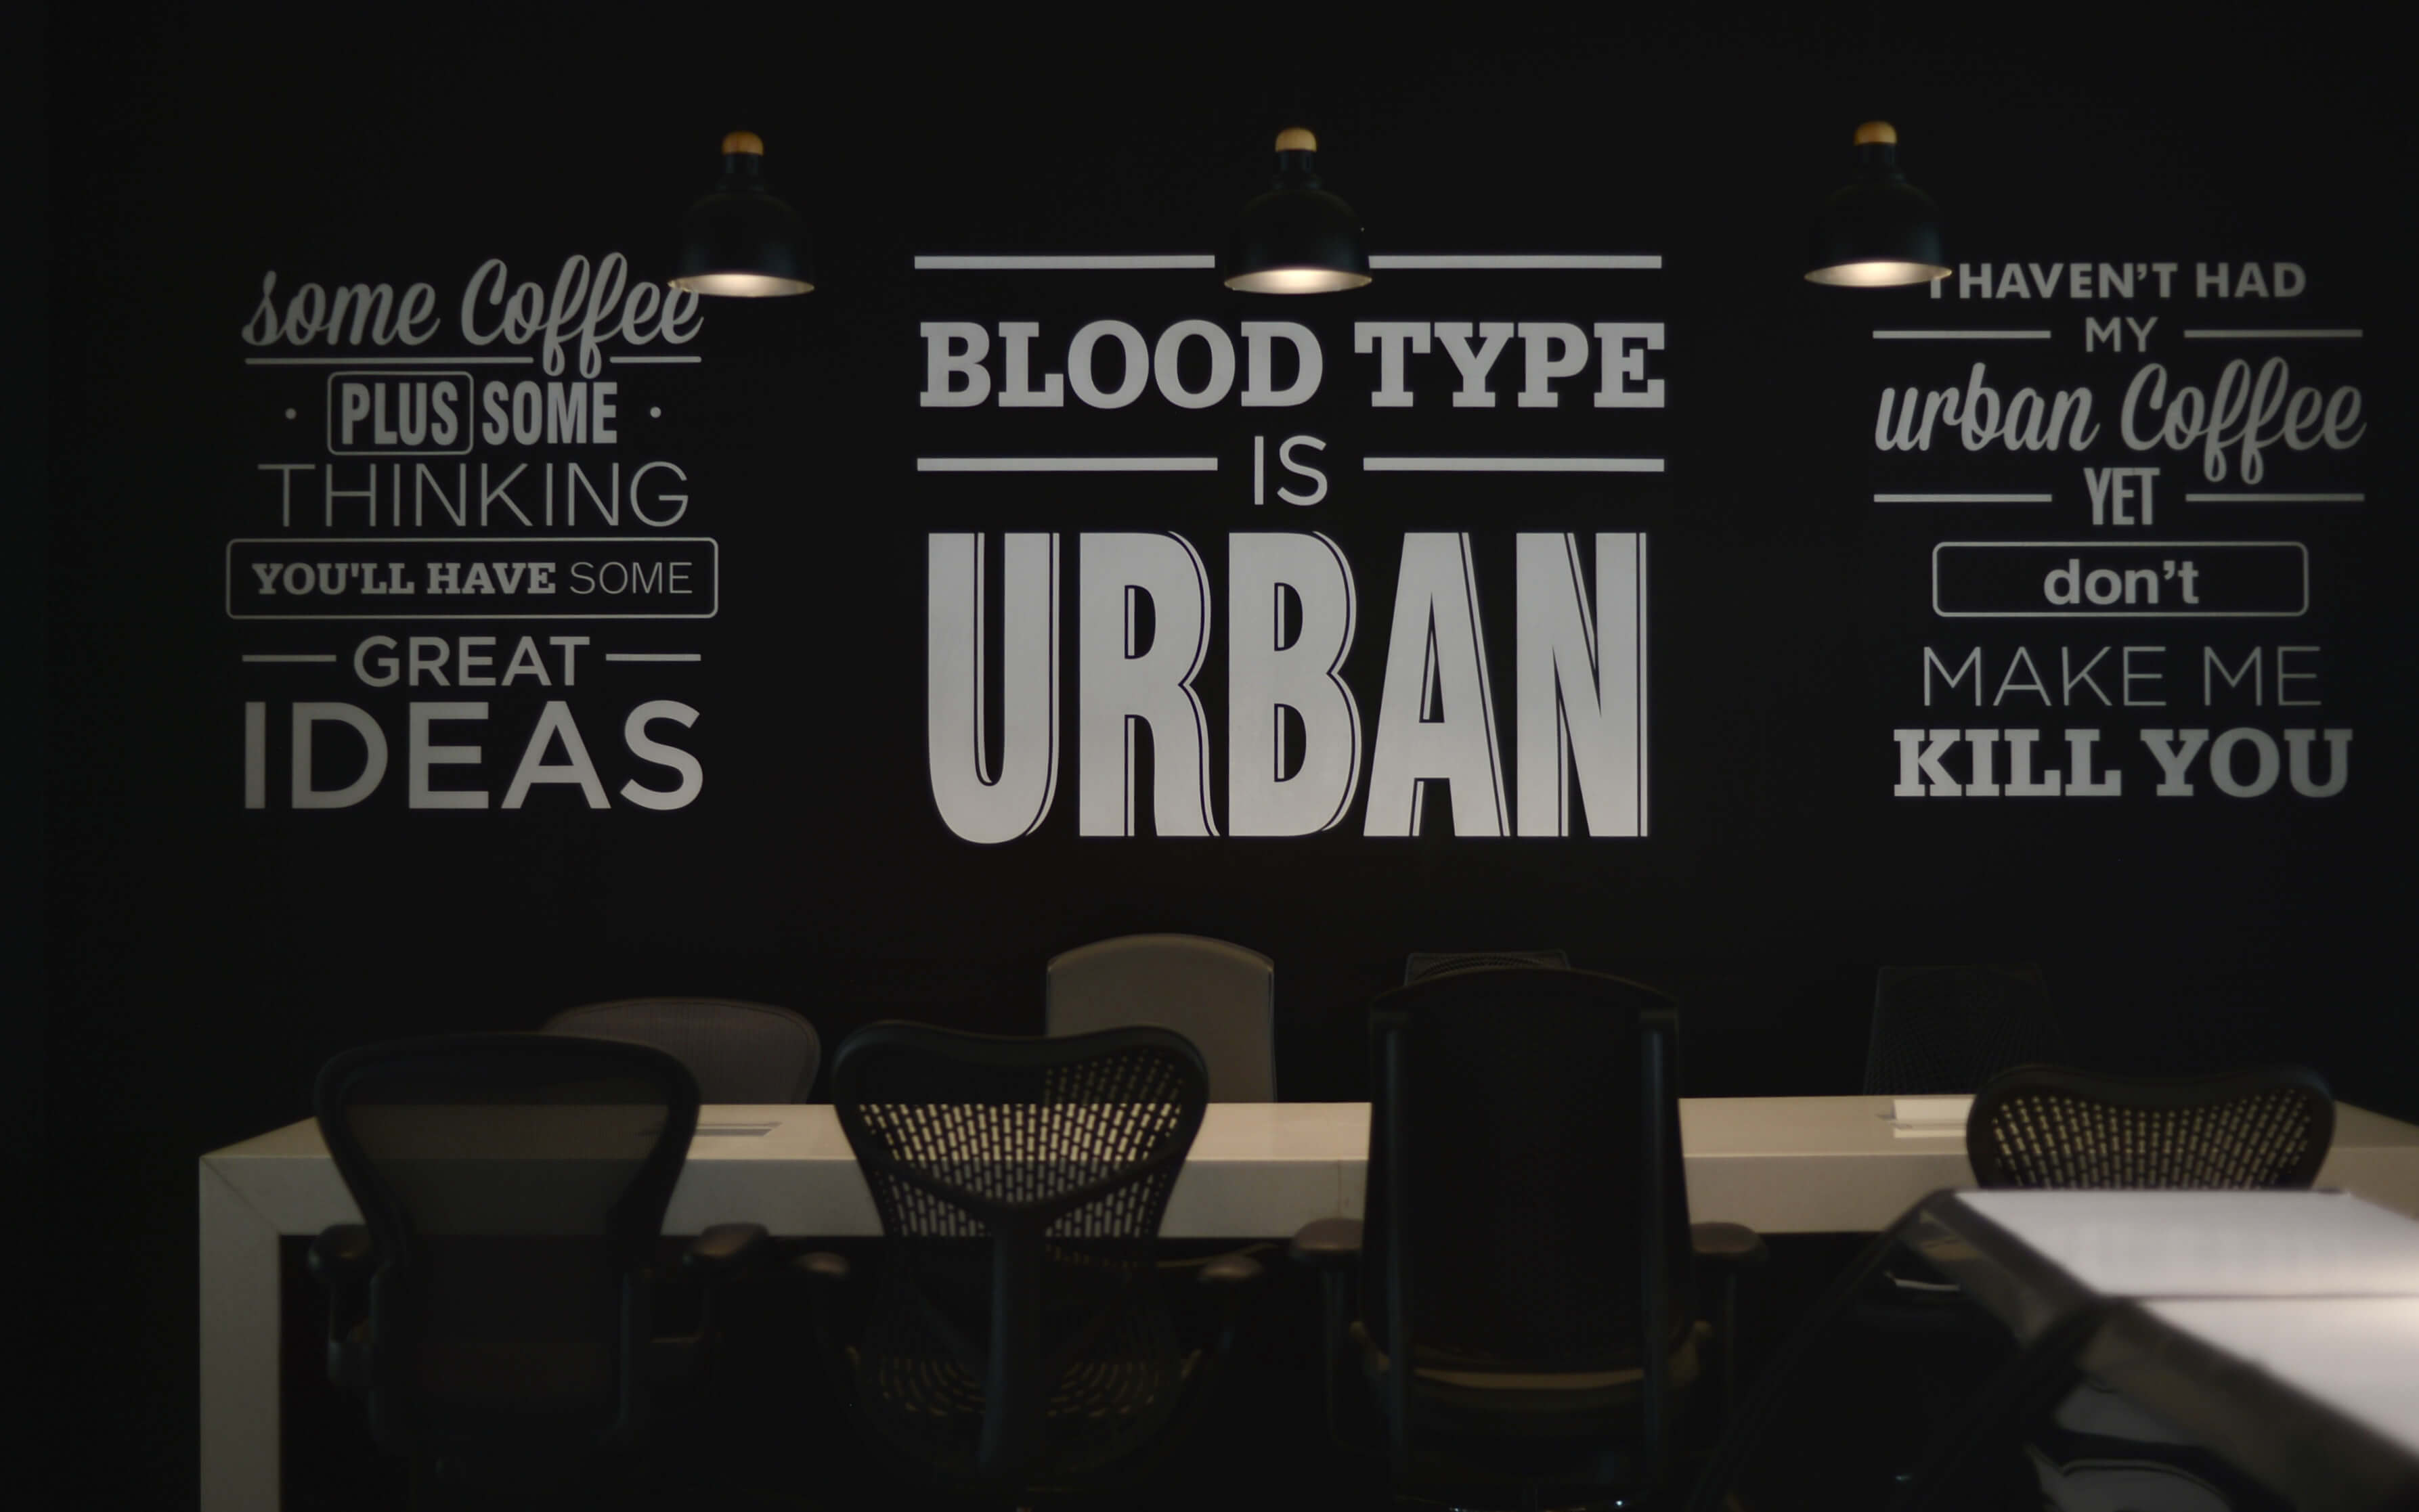 some Coffee
PLUS SOME
THINKING
YOU'LL HAVE SOME
GREAT
IDEAS
BLOOD TYPE
IS
URBAN
I HAVEN'T HAD
MY
urban Coffee
YET
don't
MAKE ME
KILL YOU